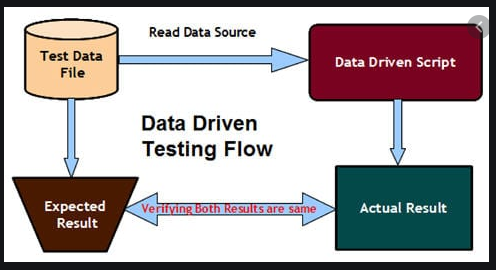 Read Data Source
Test Data
File
Data Driven Script
Data Driven
Testing Flow
Expected
Result
Verifying Both Results are same
Actual Result